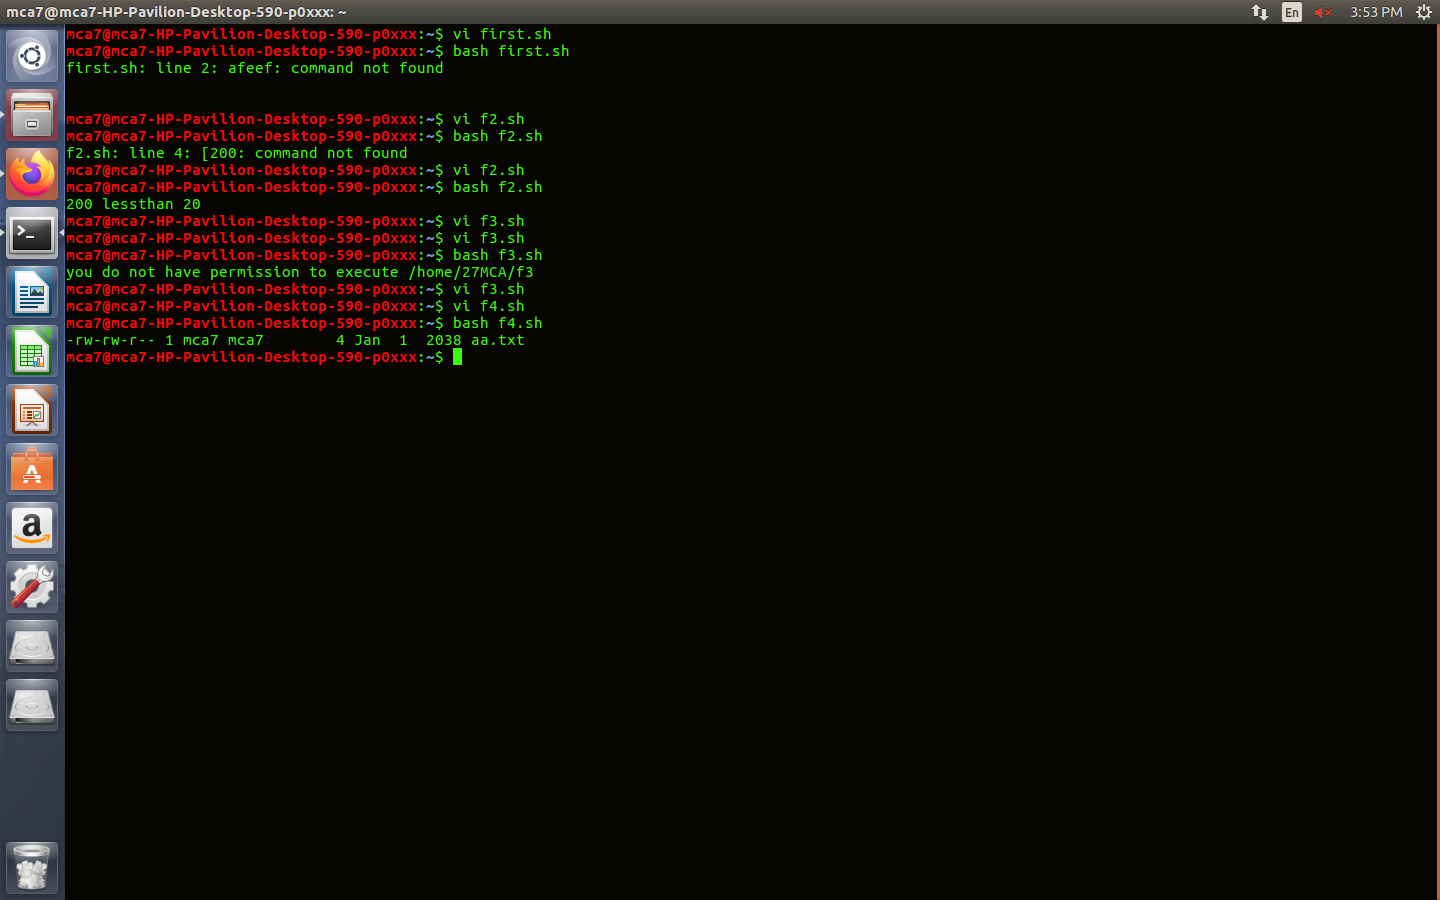 mca7@mca7-HP-Pavilion-Desktop-590-p0xxx: ~
En
3:53 PM
mca7@mca7-HP-Pavilion-Desktop-590-p0xxx:~$ vi first.sh
mca7@mca7-HP-Pavilion-Desktop-590-p0xxx:~$ bash first.sh
first.sh: line 2: afeef: command not found
mca7@mca7-HP-Pavilion-Desktop-590-p0xxx:~$ vi f2.sh
mca7@mca7-HP-Pavilion-Desktop-590-p0xxx:~$ bash f2.sh
f2.sh: line 4: [200: command not found
mca7@mca7-HP-Pavilion-Desktop-590-p0xxx:~$ vi f2.sh
mca7@mca7-HP-Pavilion-Desktop-590-p0xxx:~$ bash f2.sh
200 lessthan 20
mca7@mca7-HP-Pavilion-Desktop-590-p0xxx:~$ vi f3.sh
mca7@mca7-HP-Pavilion-Desktop-590-p0xxx:~$ vi f3.sh
mca7@mca7-HP-Pavilion-Desktop-590-p0xxx:~$ bash f3.sh
you do not have permission to execute /home/27MCA/f3
mca7@mca7-HP-Pavilion-Desktop-590-p0xxx:~$ vi f3.sh
mca7@mca7-HP-Pavilion-Desktop-590-p0xxx:~$ vi f4.sh
mca7@mca7-HP-Pavilion-Desktop-590-p0xxx:~$ bash f4.sh
-rw-rw-r-- 1 mca7 mca7        4 Jan  1  2038 aa.txt
mca7@mca7-HP-Pavilion-Desktop-590-p0xxx:~$